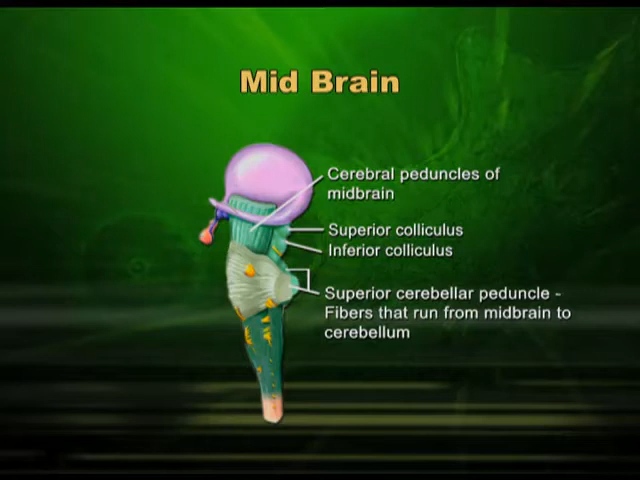 Mid Brain
Cerebral peduncles of
midbrain
Superior colliculus
Inferior colliculus
Superior cerebellar peduncle -
Fibers that run from midbrain to
cerebellum